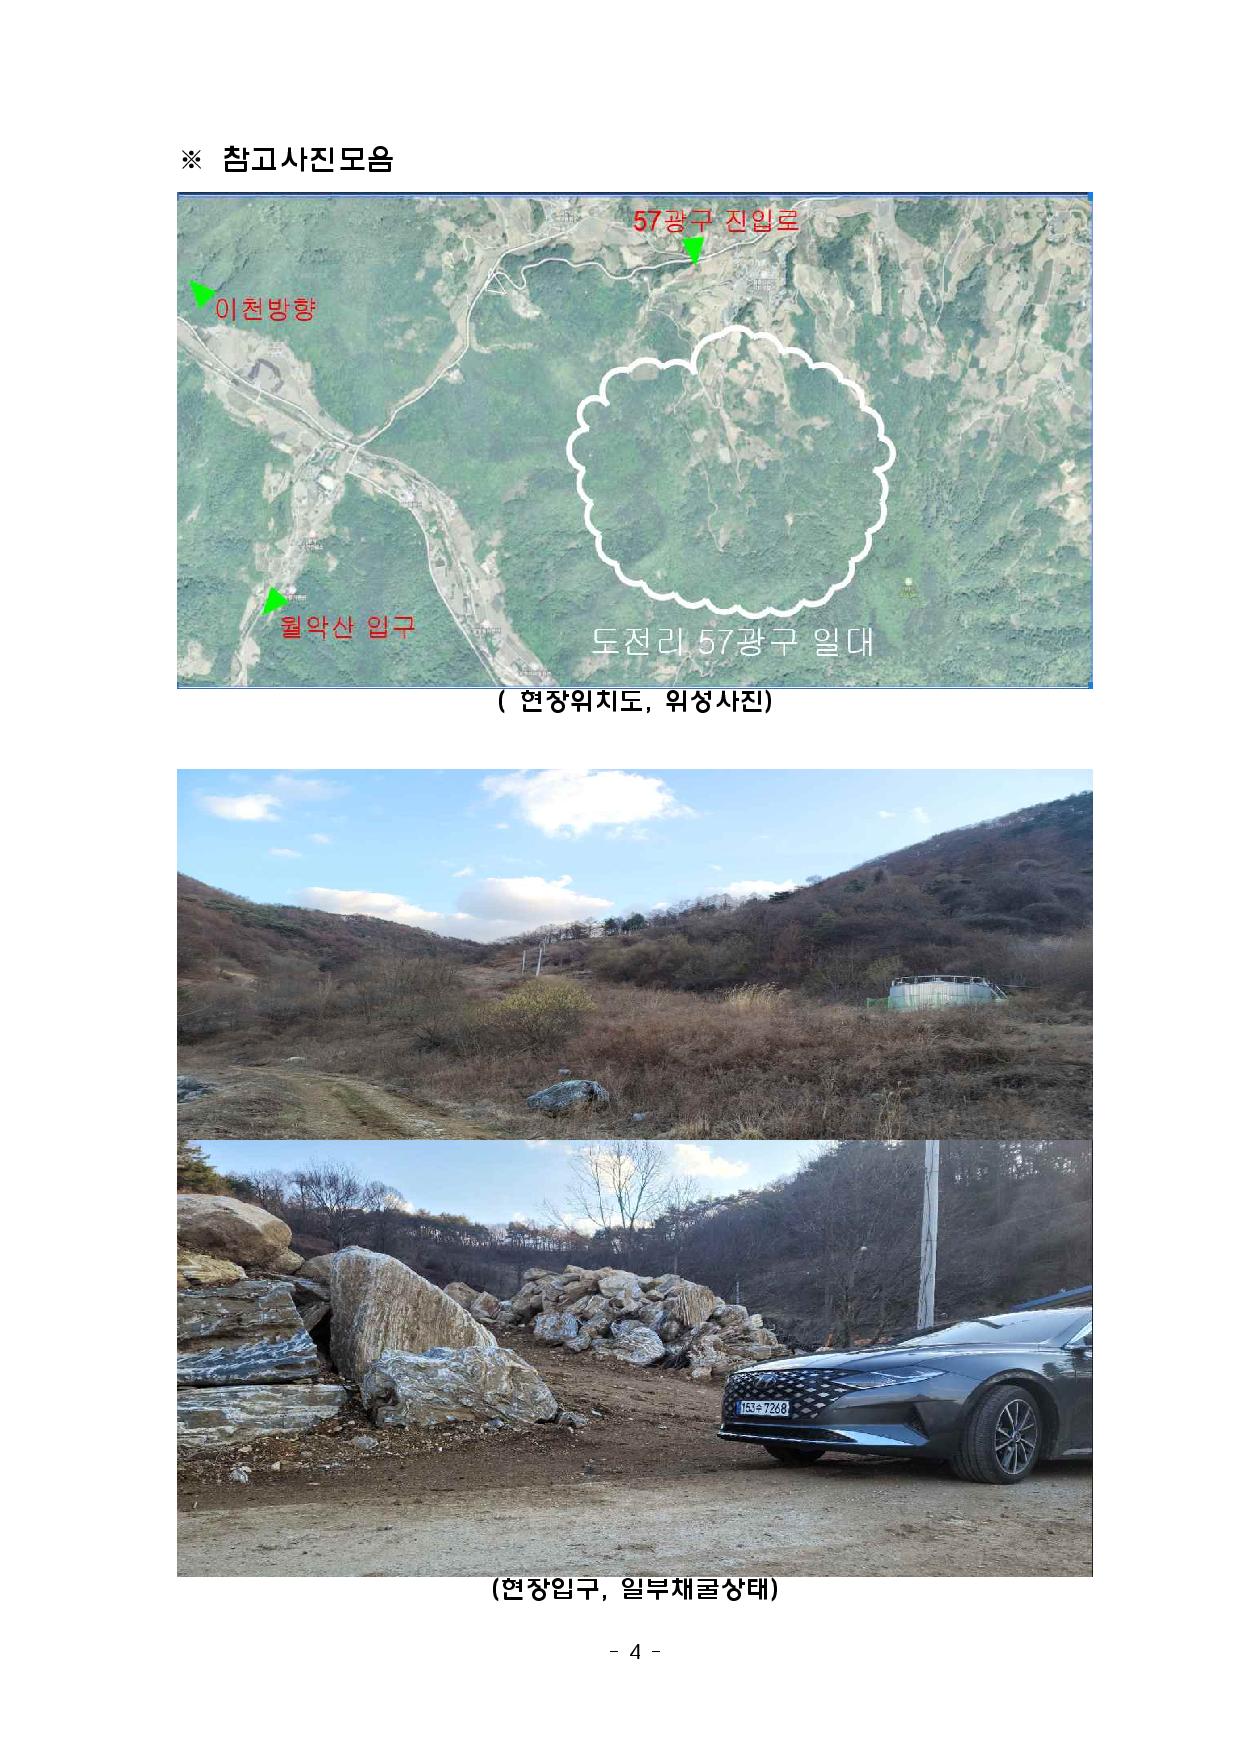 ※ 참고사진모음
57광구 진입로
이천방향
월악산 입구
도전리 57광구 일대
( 현장위치도, 위성사진)
153수7268
(현장입구, 일부채굴상태)
- 4 -